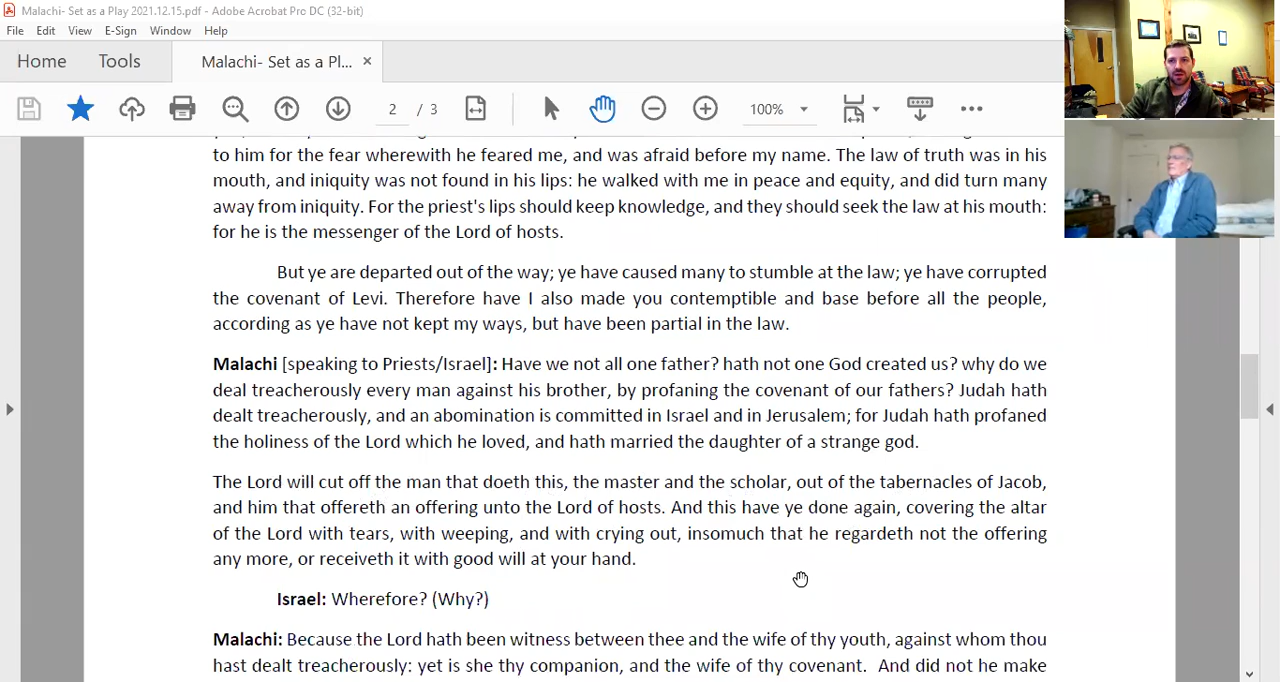 Malachi- Set as a Play 2021.12.15.pdf - Adobe Acrobat Pro DC (32-bit)
File Edit View E-Sign Window Help
Home Tools Malachi- Set as a Pl... ×
2 / 3 100%
to him for the fear wherewith he feared me, and was afraid before my name. The law of truth was in his
mouth, and iniquity was not found in his lips: he walked with me in peace and equity, and did turn many
away from iniquity. For the priest's lips should keep knowledge, and they should seek the law at his mouth:
for he is the messenger of the Lord of hosts.
But ye are departed out of the way; ye have caused many to stumble at the law; ye have corrupted
the covenant of Levi. Therefore have I also made you contemptible and base before all the people,
according as ye have not kept my ways, but have been partial in the law.
Malachi [speaking to Priests/Israel]: Have we not all one father? hath not one God created us? why do we
deal treacherously every man against his brother, by profaning the covenant of our fathers? Judah hath
dealt treacherously, and an abomination is committed in Israel and in Jerusalem; for Judah hath profaned
the holiness of the Lord which he loved, and hath married the daughter of a strange god.
The Lord will cut off the man that doeth this, the master and the scholar, out of the tabernacles of Jacob,
and him that offereth an offering unto the Lord of hosts. And this have ye done again, covering the altar
of the Lord with tears, with weeping, and with crying out, insomuch that he regardeth not the offering
any more, or receiveth it with good will at your hand.
Israel: Wherefore? (Why?)
Malachi: Because the Lord hath been witness between thee and the wife of thy youth, against whom thou
hast dealt treacherously: yet is she thy companion, and the wife of thy covenant. And did not he make